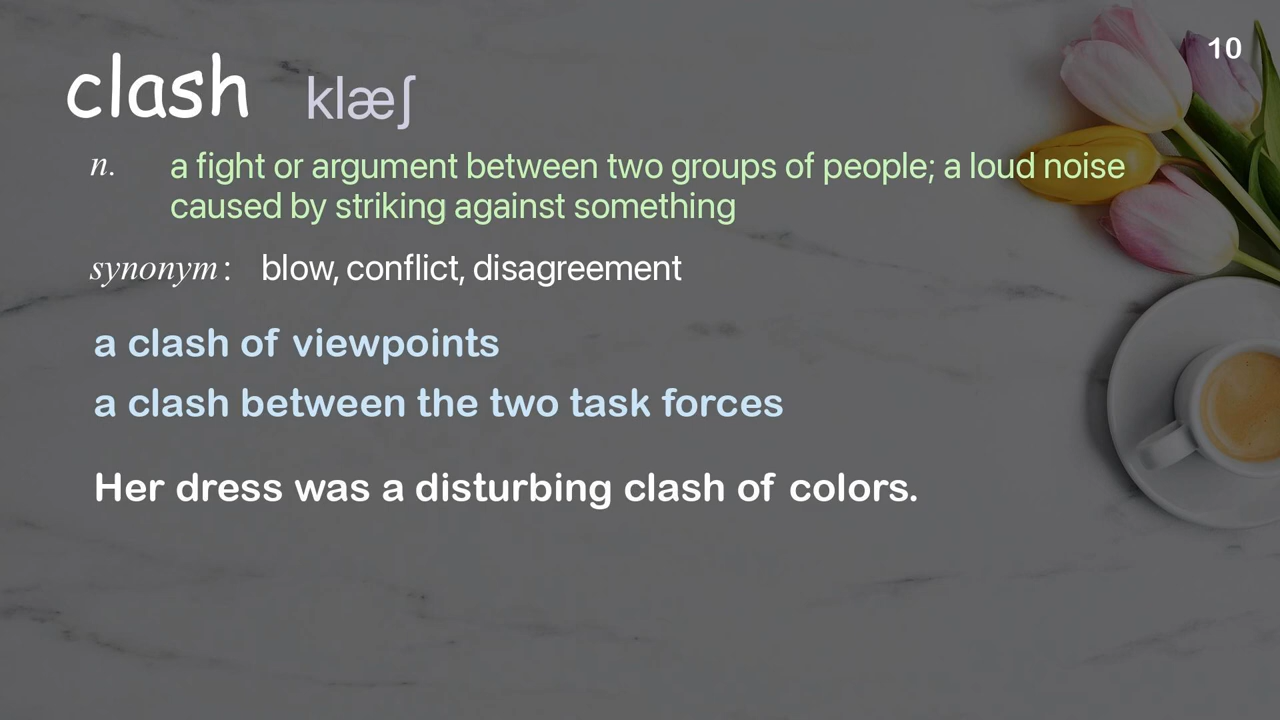 10
clash klæʃ
n. a fight or argument between two groups of people; a loud noise
caused by striking against something
synonym : blow, conflict, disagreement
a clash of viewpoints
a clash between the two task forces
Her dress was a disturbing clash of colors.